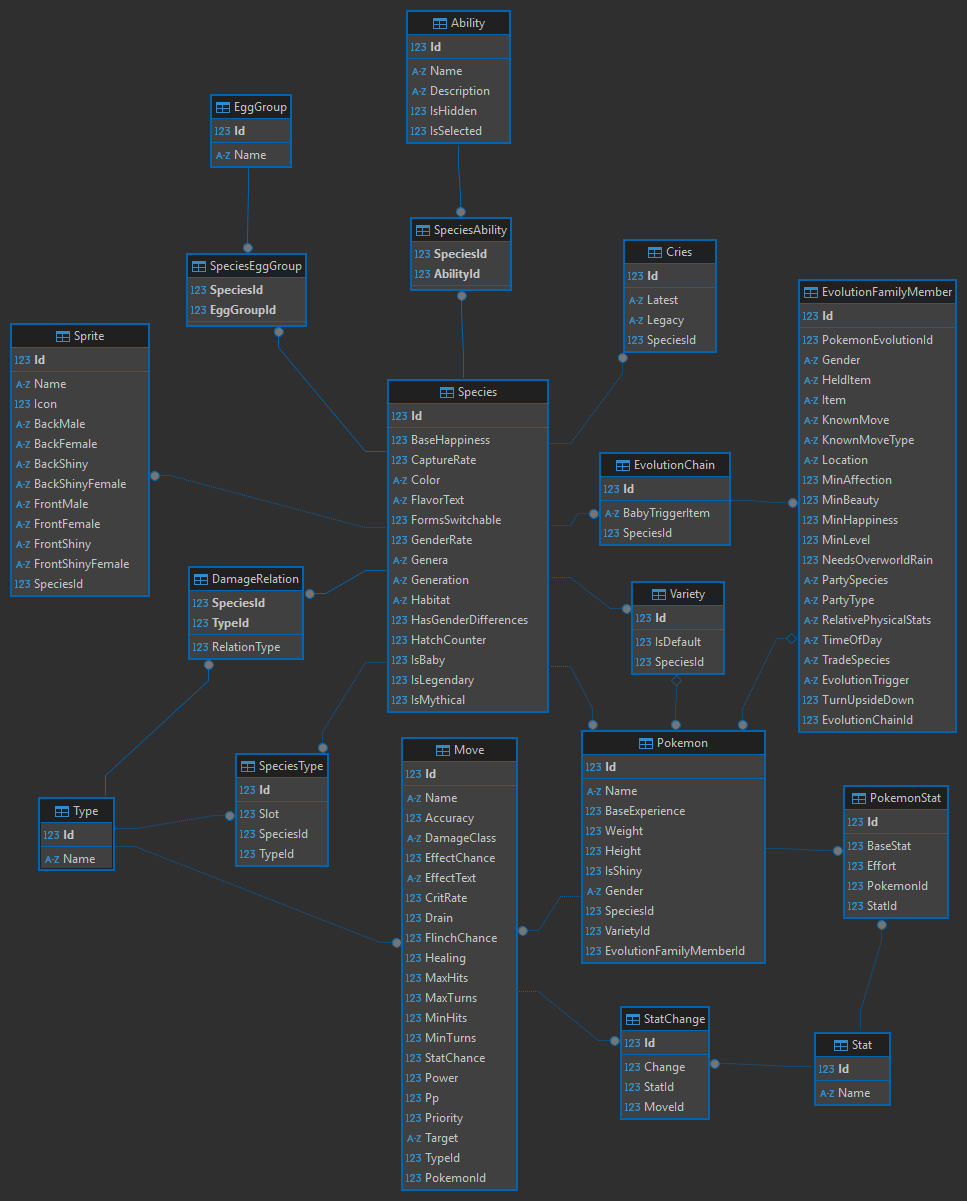 Ability
123 Id
A-Z Name
A-Z Description
123 IsHidden
123 IsSelected
EggGroup
123 Id
A-Z Name
SpeciesAbility
123 SpeciesId
123 AbilityId
Cries
123 Id
A-Z Latest
A-Z Legacy
123 SpeciesId
SpeciesEggGroup
123 SpeciesId
123 EggGroupId
EvolutionFamilyMember
123 Id
123 PokemonEvolutionId
A-Z Gender
A-Z HeldItem
A-Z Item
A-Z KnownMove
A-Z KnownMoveType
A-Z Location
123 MinAffection
123 MinBeauty
123 MinHappiness
123 MinLevel
123 NeedsOverworldRain
A-Z PartySpecies
A-Z PartyType
A-Z RelativePhysicalStats
A-Z TimeOfDay
A-Z TradeSpecies
A-Z EvolutionTrigger
123 TurnUpsideDown
123 EvolutionChainId
Sprite
123 Id
A-Z Name
123 Icon
A-Z BackMale
A-Z BackFemale
A-Z BackShiny
A-Z BackShinyFemale
A-Z FrontMale
A-Z FrontFemale
A-Z FrontShiny
A-Z FrontShinyFemale
123 SpeciesId
Species
123 Id
123 BaseHappiness
123 CaptureRate
A-Z Color
A-Z FlavorText
123 FormsSwitchable
123 GenderRate
A-Z Genera
A-Z Generation
A-Z Habitat
123 HasGenderDifferences
123 HatchCounter
123 IsBaby
123 IsLegendary
123 IsMythical
EvolutionChain
123 Id
A-Z BabyTriggerItem
123 SpeciesId
DamageRelation
123 SpeciesId
123 TypeId
123 RelationType
Variety
123 Id
123 IsDefault
123 SpeciesId
Pokemon
123 Id
A-Z Name
123 BaseExperience
123 Weight
123 Height
123 IsShiny
A-Z Gender
123 SpeciesId
123 VarietyId
123 EvolutionFamilyMemberId
Move
123 Id
A-Z Name
123 Accuracy
A-Z DamageClass
123 EffectChance
A-Z EffectText
123 CritRate
123 Drain
123 FlinchChance
123 Healing
123 MaxHits
123 MaxTurns
123 MinHits
123 MinTurns
123 StatChance
123 Power
123 Pp
123 Priority
A-Z Target
123 TypeId
123 PokemonId
SpeciesType
123 Id
123 Slot
123 SpeciesId
123 TypeId
Type
123 Id
A-Z Name
PokemonStat
123 Id
123 BaseStat
123 Effort
123 PokemonId
123 StatId
StatChange
123 Id
123 Change
123 StatId
123 MoveId
Stat
123 Id
A-Z Name